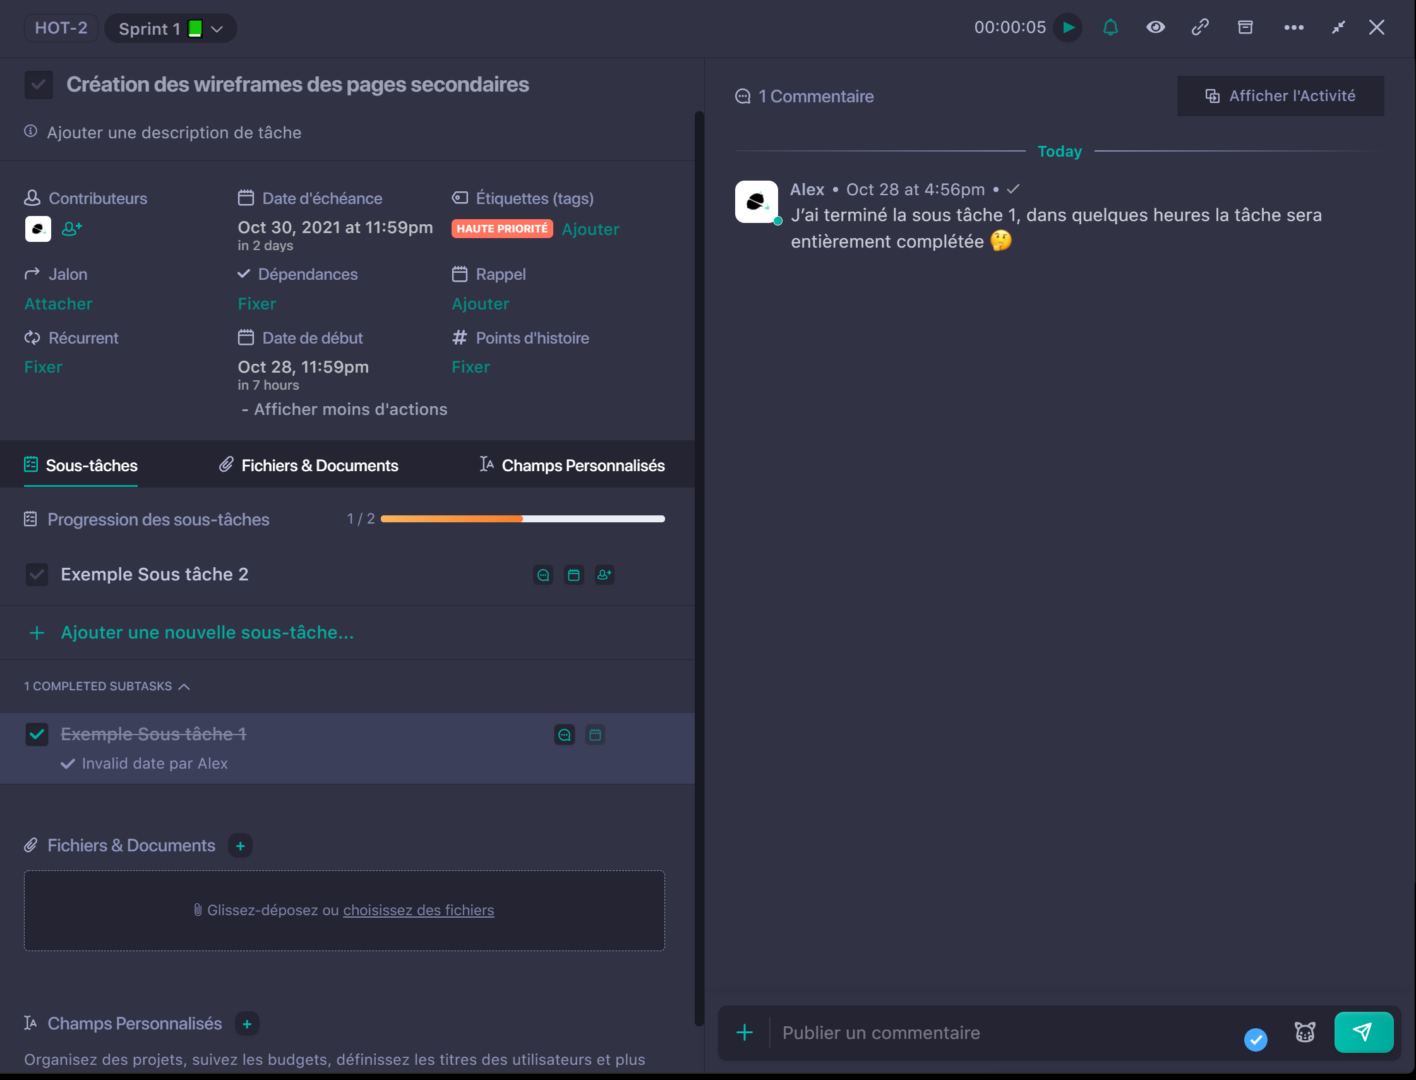 HOT-2
Sprint 1
00:00:05
Création des wireframes des pages secondaires
Ajouter une description de tâche
Contributeurs
Date d'échéance
Oct 30, 2021 at 11:59pm
in 2 days
Étiquettes (tags)
HAUTE PRIORITÉ Ajouter
Jalon
Attacher
Dépendances
Fixer
Rappel
Ajouter
Récurrent
Fixer
Date de début
Oct 28, 11:59pm
in 7 hours
Points d'histoire
Fixer
- Afficher moins d'actions
Sous-tâches
Fichiers & Documents
Champs Personnalisés
Progression des sous-tâches
1 / 2
Exemple Sous tâche 2
+ Ajouter une nouvelle sous-tâche...
1 COMPLETED SUBTASKS
Exemple Sous tâche 1
Invalid date par Alex
Fichiers & Documents +
Glissez-déposez ou choisissez des fichiers
Champs Personnalisés +
Organisez des projets, suivez les budgets, définissez les titres des utilisateurs et plus
1 Commentaire
Afficher l'Activité
Today
Alex • Oct 28 at 4:56pm •
J'ai terminé la sous tâche 1, dans quelques heures la tâche sera
entièrement complétée 🤔
+ Publier un commentaire